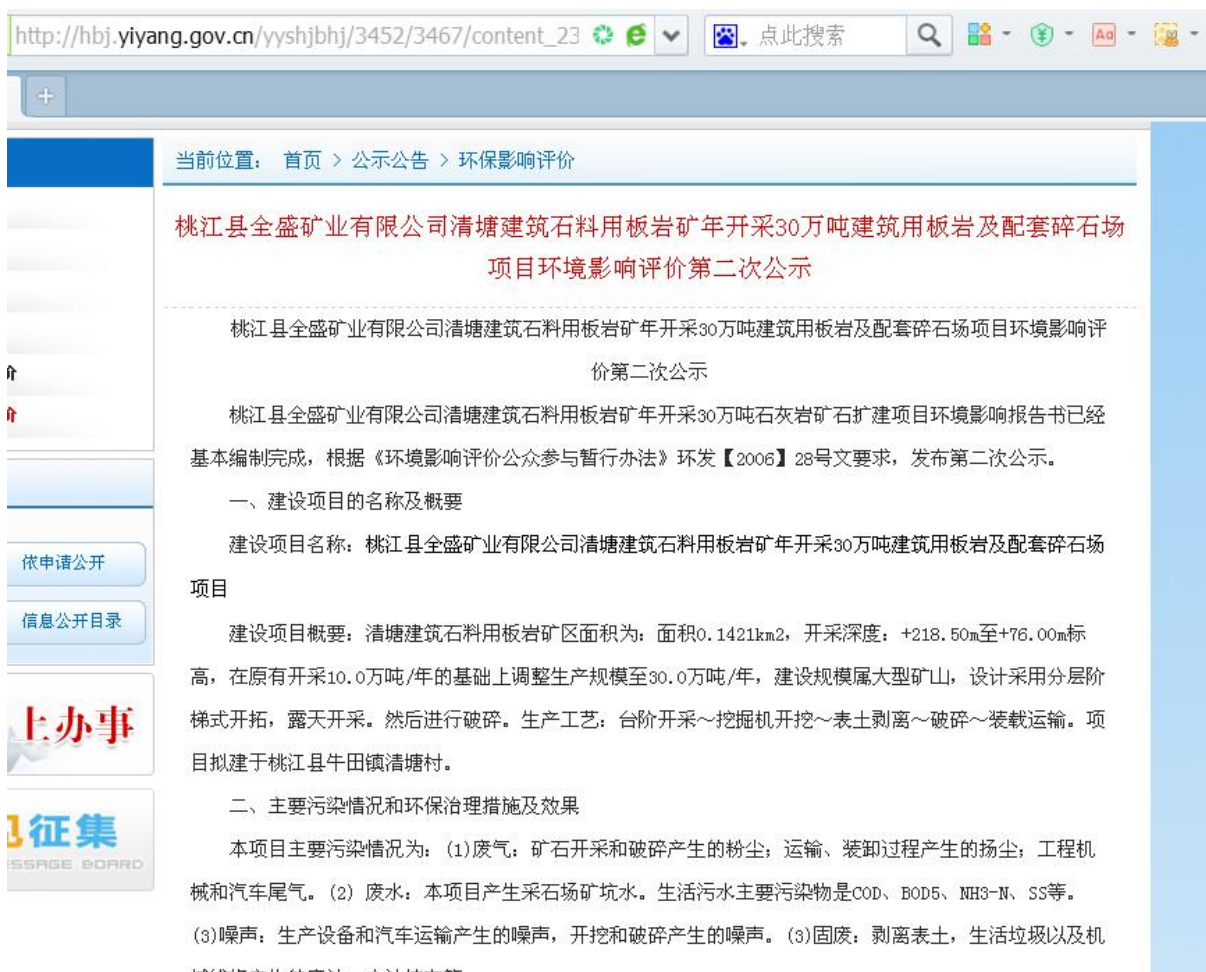 http://hbj.yiyang.gov.cn/yyshjbhj/3452/3467/content_23
点此搜索
当前位置： 首页 > 公示公告 > 环保影响评价
桃江县全盛矿业有限公司清塘建筑石料用板岩矿年开采30万吨建筑用板岩及配套碎石场
项目环境影响评价第二次公示
桃江县全盛矿业有限公司清塘建筑石料用板岩矿年开采30万吨建筑用板岩及配套碎石场项目环境影响评
价第二次公示
价
桃江县全盛矿业有限公司清塘建筑石料用板岩矿年开采30万吨石灰岩矿石扩建项目环境影响报告书已经
价
基本编制完成，根据《环境影响评价公众参与暂行办法》环发【2006】28号文要求，发布第二次公示。
一、建设项目的名称及概要
建设项目名称：桃江县全盛矿业有限公司清塘建筑石料用板岩矿年开采30万吨建筑用板岩及配套碎石场
项目
依申请公开
信息公开目录
建设项目概要：清塘建筑石料用板岩矿区面积为：面积0.1421km2，开采深度：+218.50m至+76.00m标
高，在原有开采10.0万吨/年的基础上调整生产规模至30.0万吨/年，建设规模属大型矿山，设计采用分层阶
梯式开拓，露天开采。然后进行破碎。生产工艺：台阶开采～挖掘机开挖～表土剥离～破碎～装载运输。项
目拟建于桃江县牛田镇清塘村。
上办事
二、主要污染情况和环保治理措施及效果
征集
ESSAGE BOARD
本项目主要污染情况为：(1)废气：矿石开采和破碎产生的粉尘；运输、装卸过程产生的扬尘；工程机
械和汽车尾气。(2) 废水：本项目产生采石场矿坑水。生活污水主要污染物是COD、BOD5、NH3-N、SS等。
(3)噪声：生产设备和汽车运输产生的噪声，开挖和破碎产生的噪声。(3)固废：剥离表土，生活垃圾以及机